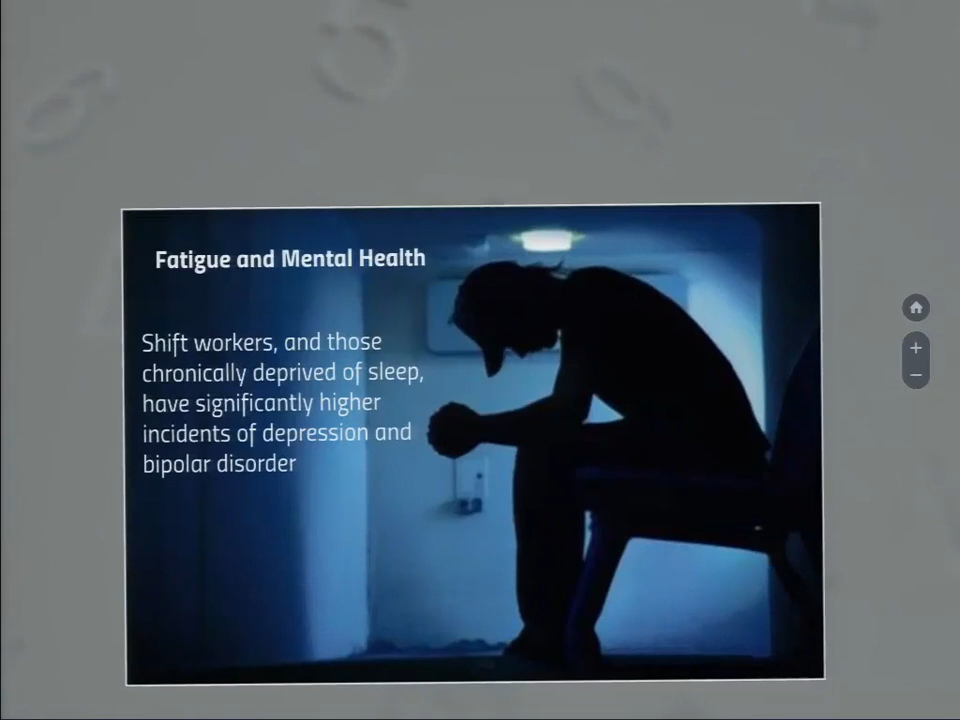 Fatigue and Mental Health
Shift workers, and those
chronically deprived of sleep,
have significantly higher
incidents of depression and
bipolar disorder